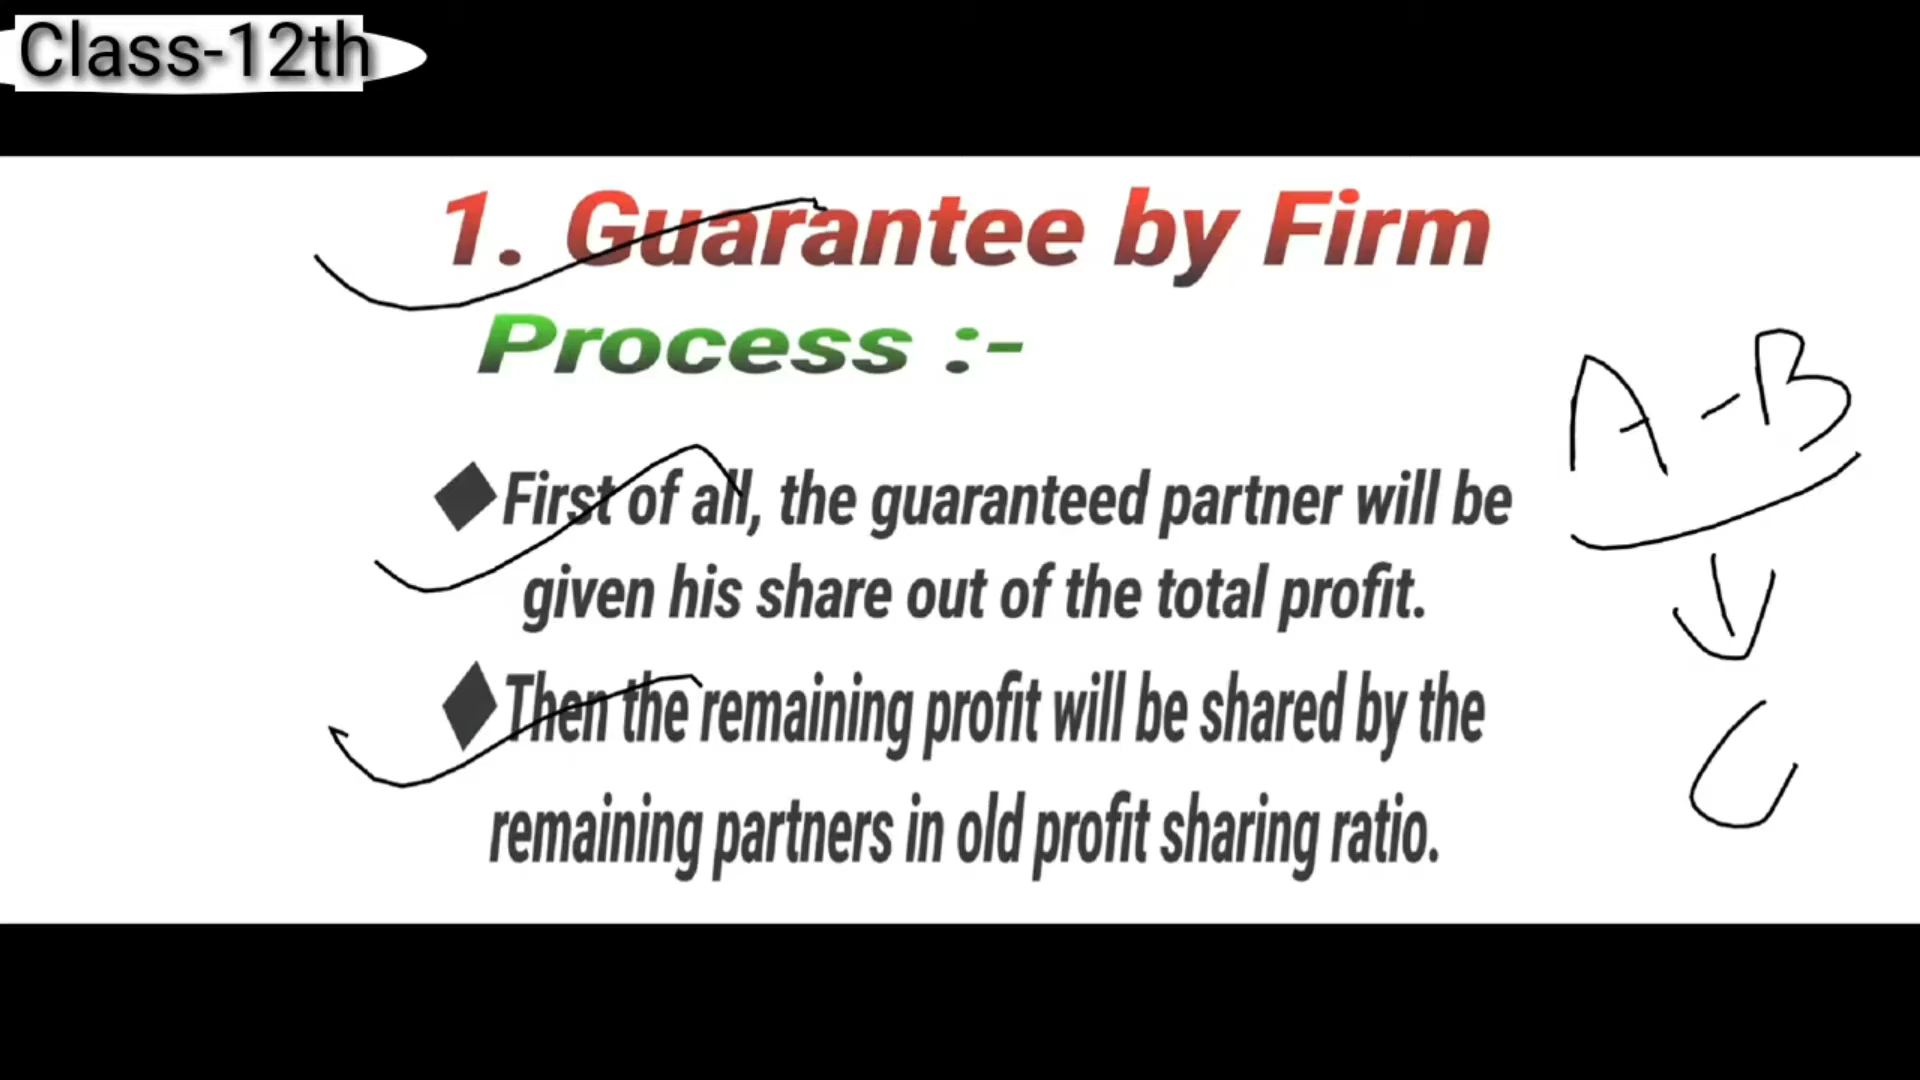 Class-12th
1. Guarantee by Firm
Process :-
A - B
◆First of all, the guaranteed partner will be
given his share out of the total profit.
◆Then the remaining profit will be shared by the
C
remaining partners in old profit sharing ratio.